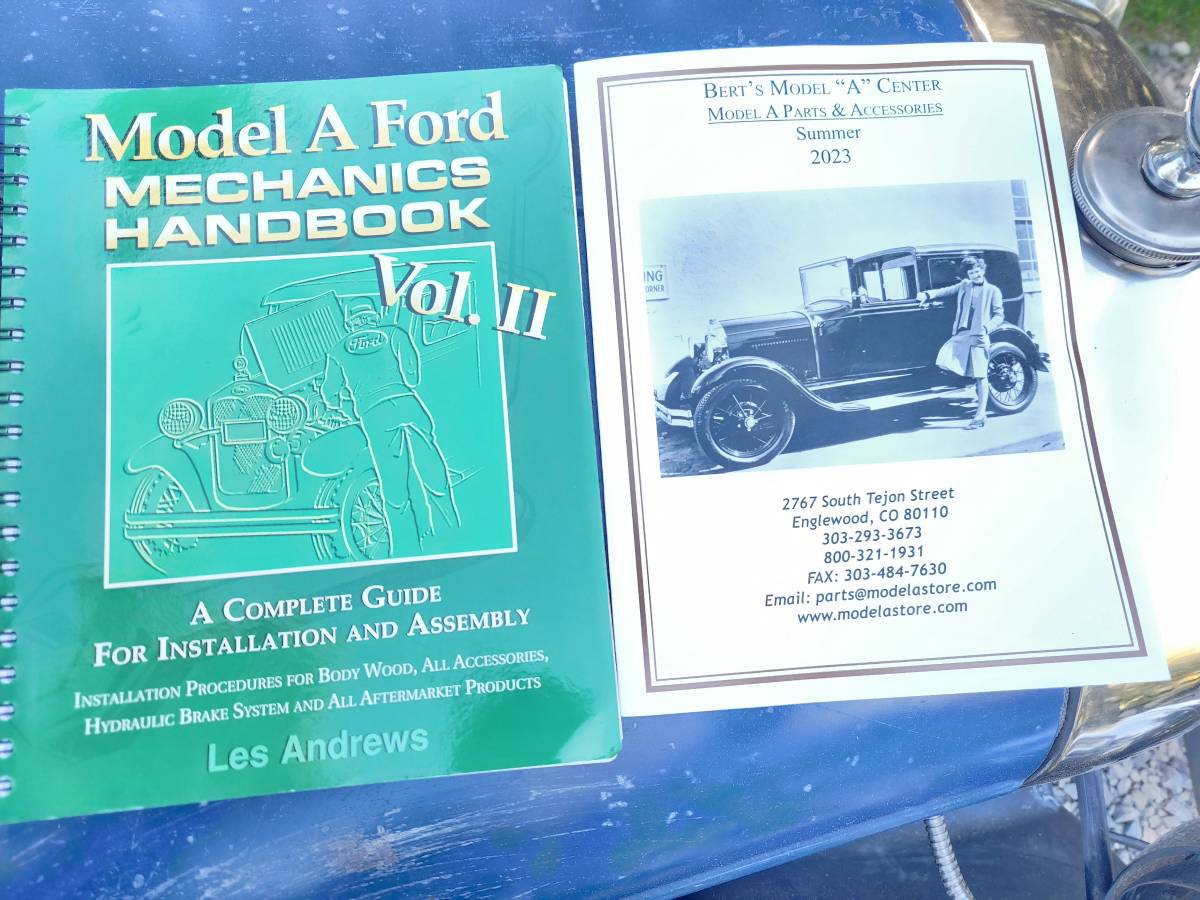 Model A Ford
MECHANICS
HANDBOOK
Vol. II
Ford
A COMPLETE GUIDE
FOR INSTALLATION AND ASSEMBLY
INSTALLATION PROCEDURES FOR BODY WOOD, ALL ACCESSORIES,
HYDRAULIC BRAKE SYSTEM AND ALL AFTERMARKET PRODUCTS
Les Andrews
BERT'S MODEL "A" CENTER
MODEL A PARTS & ACCESSORIES
Summer
2023
ING
ORNER
2767 South Tejon Street
Englewood, CO 80110
303-293-3673
800-321-1931
FAX: 303-484-7630
Email: parts@modelastore.com
www.modelastore.com